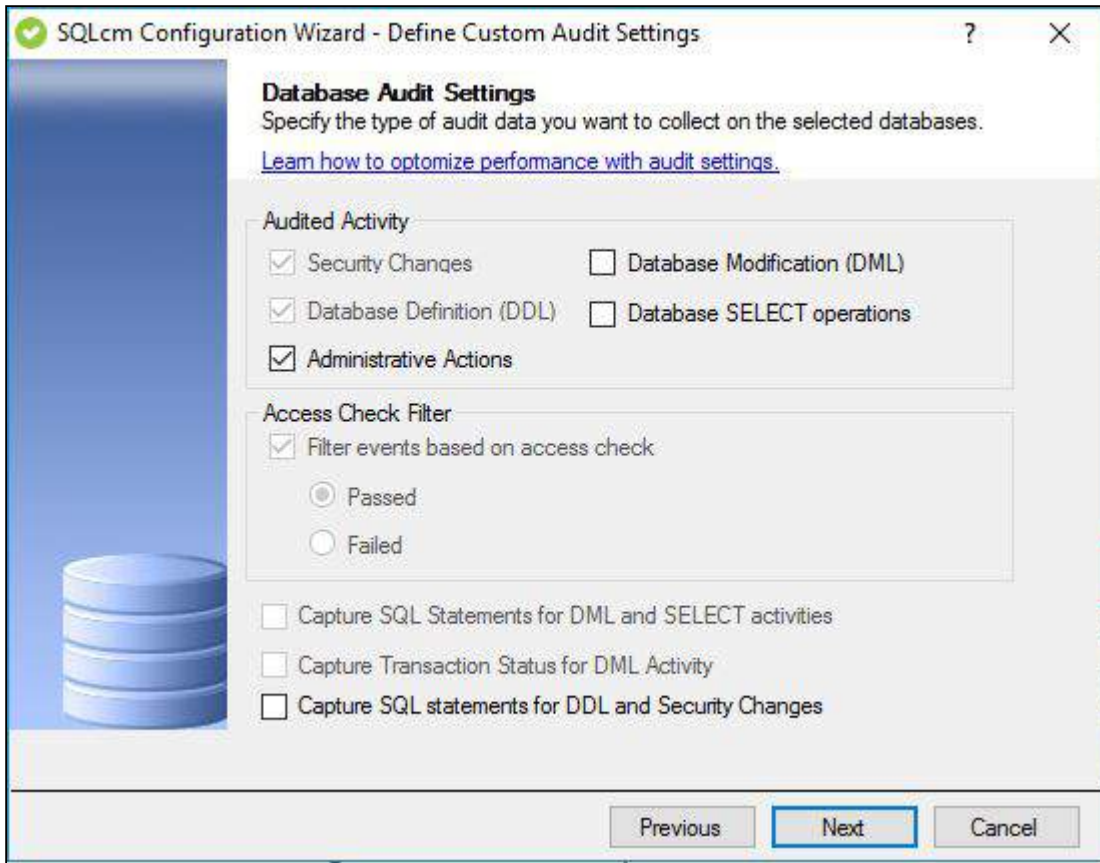 SQLcm Configuration Wizard - Define Custom Audit Settings
?
Database Audit Settings
Specify the type of audit data you want to collect on the selected databases.
Learn how to optomize performance with audit settings.
Audited Activity
Security Changes
Database Modification (DML)
Database Definition (DDL)
Database SELECT operations
Administrative Actions
Access Check Filter
Filter events based on access check
Passed
Failed
Capture SQL Statements for DML and SELECT activities
Capture Transaction Status for DML Activity
Capture SQL statements for DDL and Security Changes
Previous
Next
Cancel